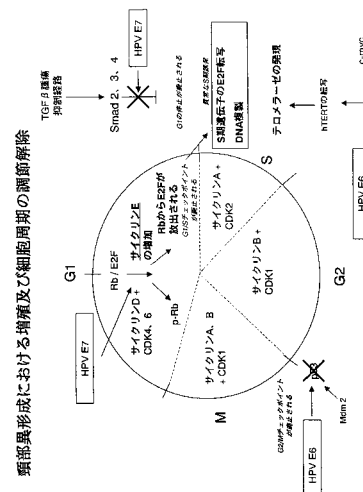 頸部異形成における増殖及び細胞周期の調節解除
TGFβ腫瘍
抑制経路
Smad 2、3、4
HPV E7
HPV E7
G1
Rb / E2F
サイクリンD +
CDK4、6
サイクリンE
の増加
RbからE2Fが
放出される
p-Rb
G1の停止が廃止される
G1/Sチェックポイント
が廃止される
S期遺伝子のE2F転写
DNA複製
サイクリンA +
CDK2
S
サイクリンB +
CDK1
G2
サイクリンA、B
+ CDK1
M
G2/Mチェックポイント
が廃止される
HPV E6
Mdm 2
テロメラーゼの発現
hTERTの転写
HPV E6
C-myc